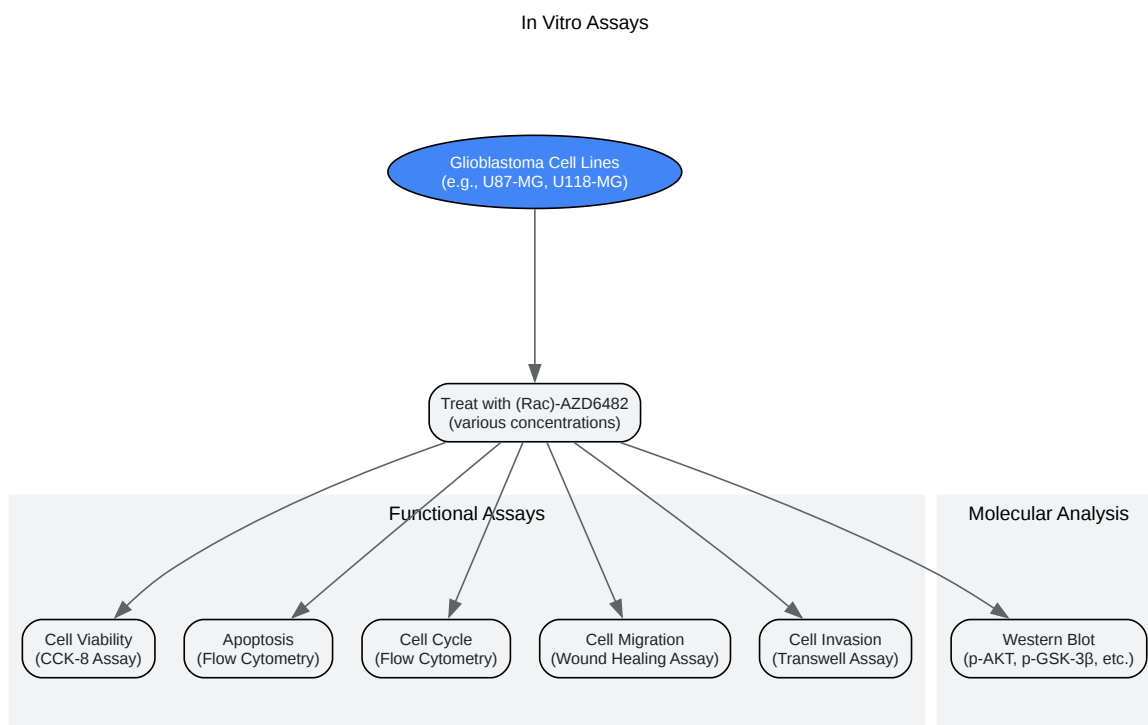 In Vitro Assays
Glioblastoma Cell Lines
(e.g., U87-MG, U118-MG)
Treat with (Rac)-AZD6482
(various concentrations)
Functional Assays
Molecular Analysis
Cell Viability
(CCK-8 Assay)
Apoptosis
(Flow Cytometry)
Cell Cycle
(Flow Cytometry)
Cell Migration
(Wound Healing Assay)
Cell Invasion
(Transwell Assay)
Western Blot
(p-AKT, p-GSK-3β, etc.)